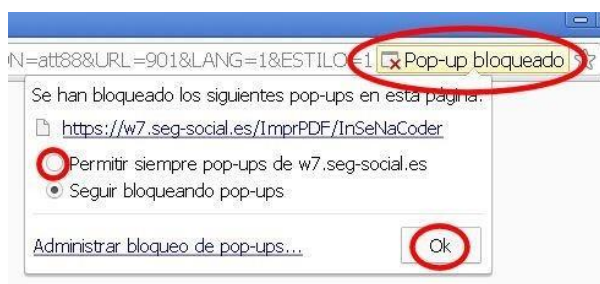 N=att88&URL=901&LANG=1&ESTILO=1 Pop-up bloqueado
Se han bloqueado los siguientes pop-ups en esta página:
https://w7.seg-social.es/ImprPDF/InSeNaCoder
Permitir siempre pop-ups de w7.seg-social.es
Seguir bloqueando pop-ups
Administrar bloqueo de pop-ups...
Ok